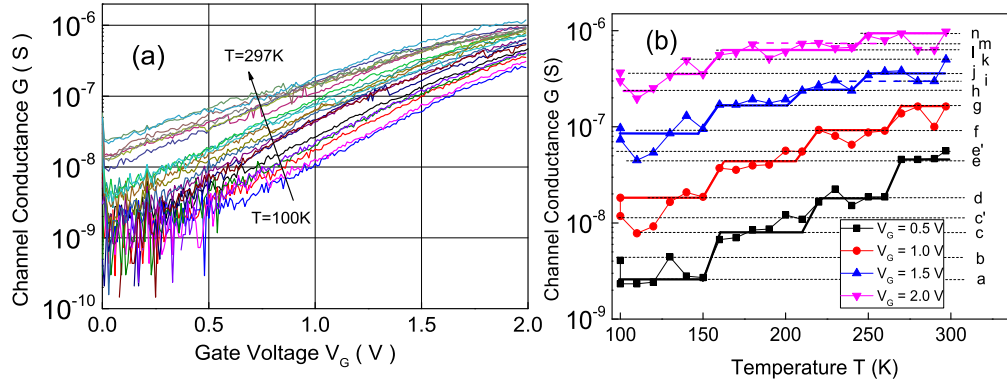 Channel Conductance G ( S )
10⁻⁶
10⁻⁷
10⁻⁸
10⁻⁹
10⁻¹⁰
(a)
T=297K
T=100K
0.0
0.5
1.0
1.5
2.0
Gate Voltage V_G ( V )
Channel Conductance G (S)
10⁻⁶
10⁻⁷
10⁻⁸
10⁻⁹
(b)
n
m
l
k
j
i
h
g
f
e'
e
d
c'
c
b
a
V_G = 0.5 V
V_G = 1.0 V
V_G = 1.5 V
V_G = 2.0 V
100
150
200
250
300
Temperature T (K)